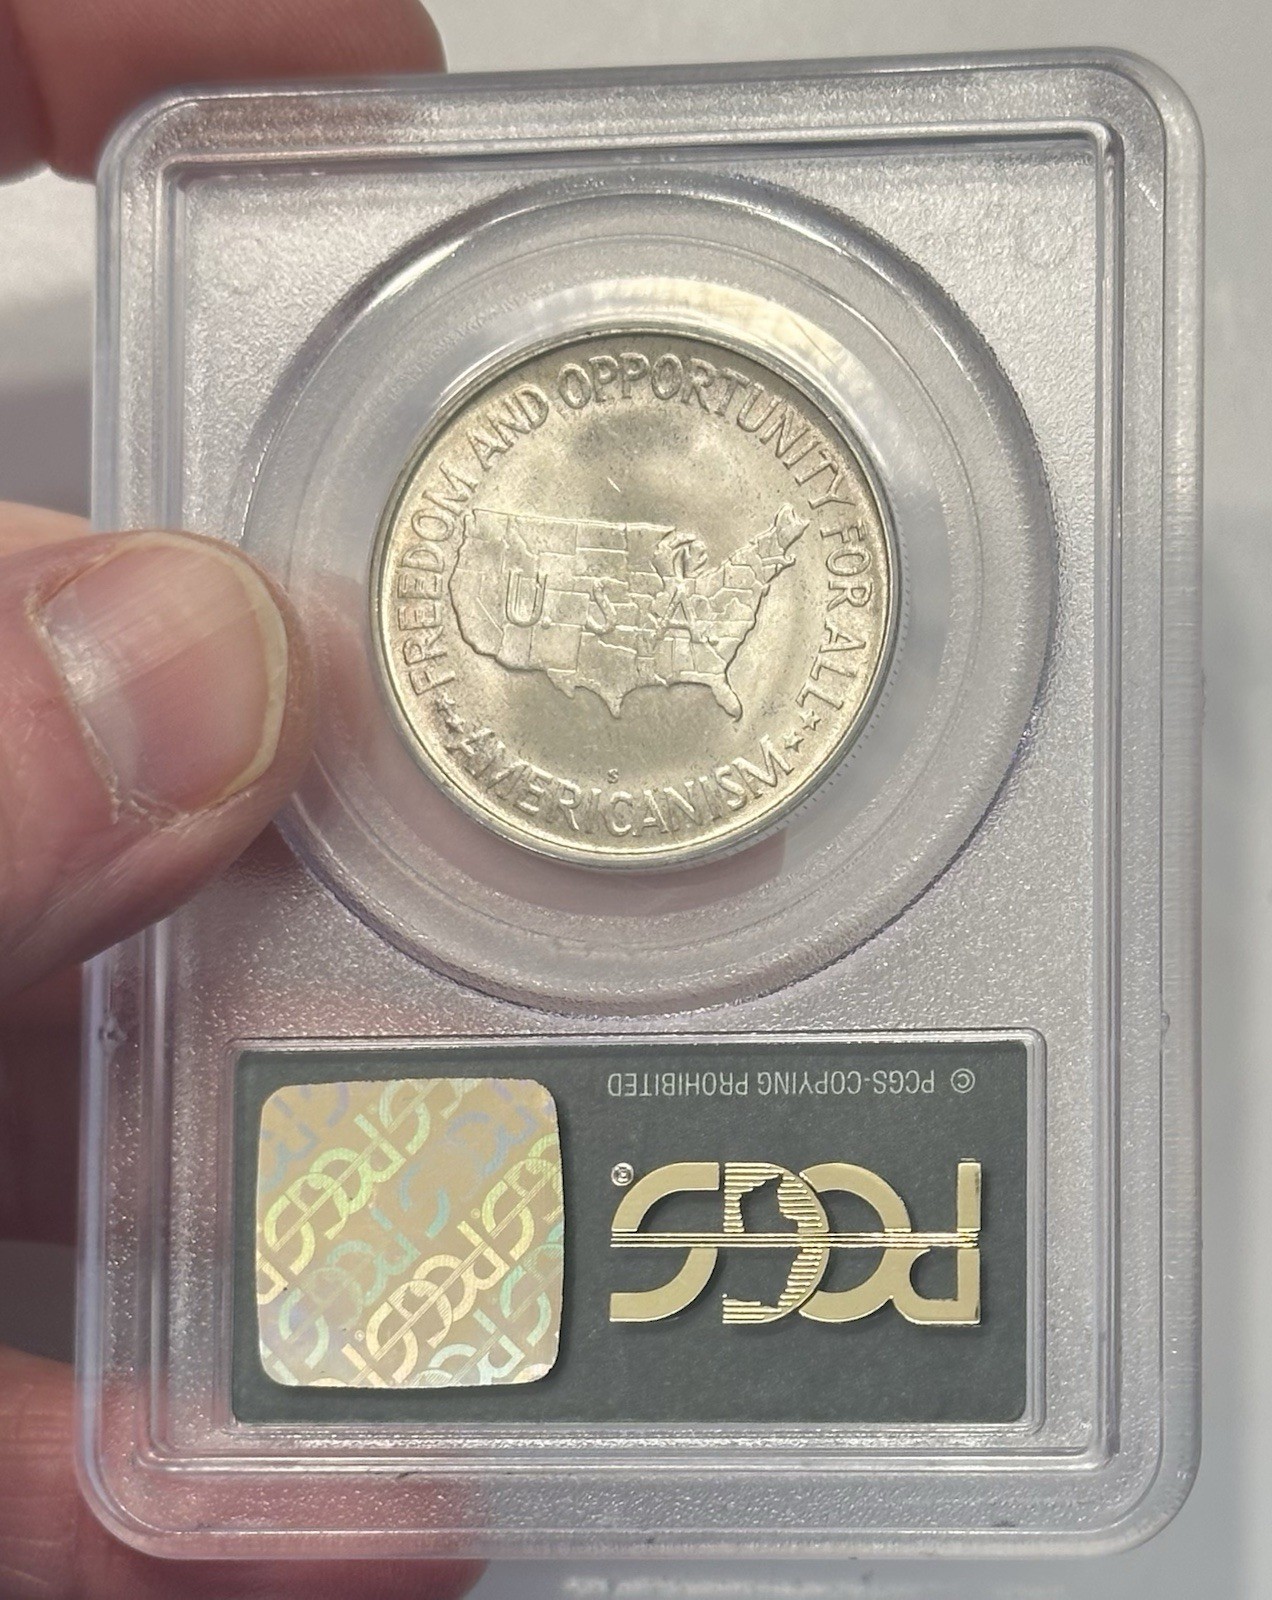 FREEDOM AND OPPORTUNITY FOR ALL
U.S.A.
S
AMERICANISM
© PCGS-COPYING PROHIBITED
PCGS ®